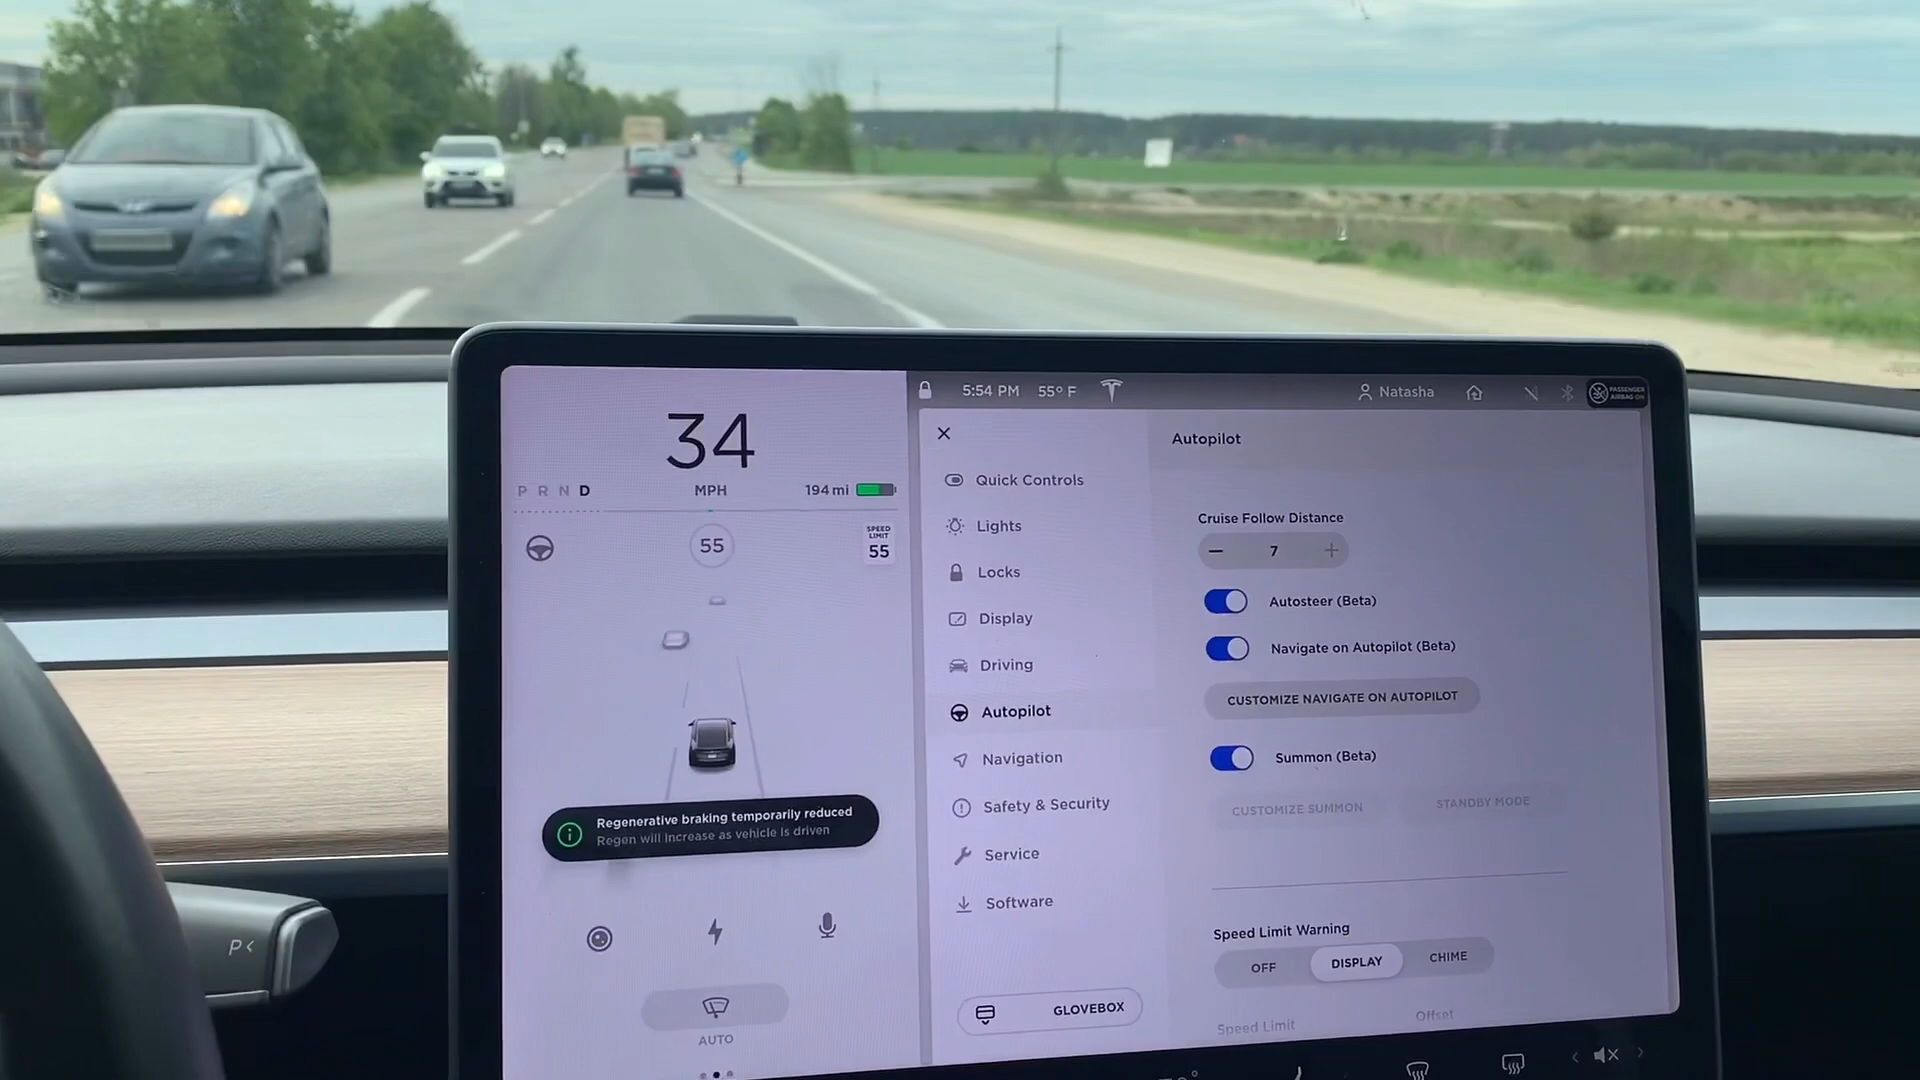 34
P R N D
MPH
194 mi
55
SPEED
LIMIT
55
Regenerative braking temporarily reduced
Regen will increase as vehicle is driven
AUTO
P
5:54 PM
55° F
Natasha
PASSENGER
AIRBAG ON
Quick Controls
Lights
Locks
Display
Driving
Autopilot
Navigation
Safety & Security
Service
Software
GLOVEBOX
Autopilot
Cruise Follow Distance
7
Autosteer (Beta)
Navigate on Autopilot (Beta)
CUSTOMIZE NAVIGATE ON AUTOPILOT
Summon (Beta)
CUSTOMIZE SUMMON
STANDBY MODE
Speed Limit Warning
OFF DISPLAY CHIME
Speed Limit
Offset